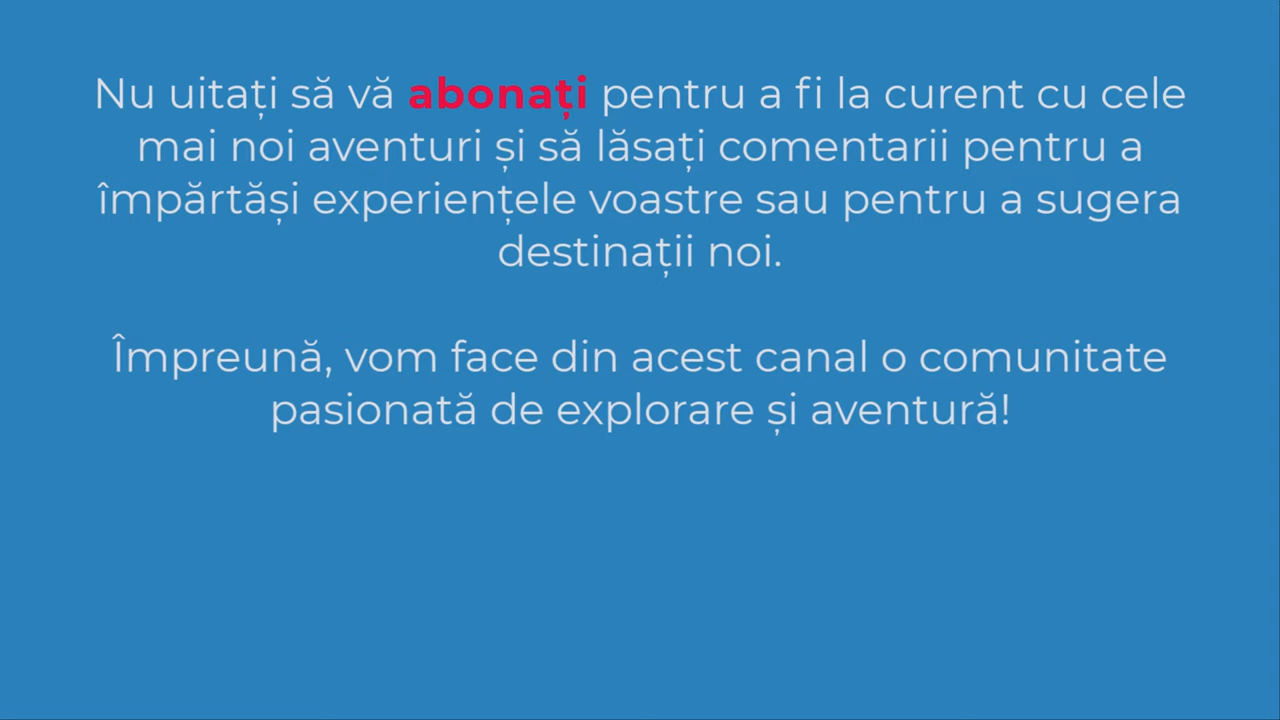 Nu uitați să vă abonați pentru a fi la curent cu cele
mai noi aventuri și să lăsați comentarii pentru a
împărtăși experiențele voastre sau pentru a sugera
destinații noi.
Împreună, vom face din acest canal o comunitate
pasionată de explorare și aventură!